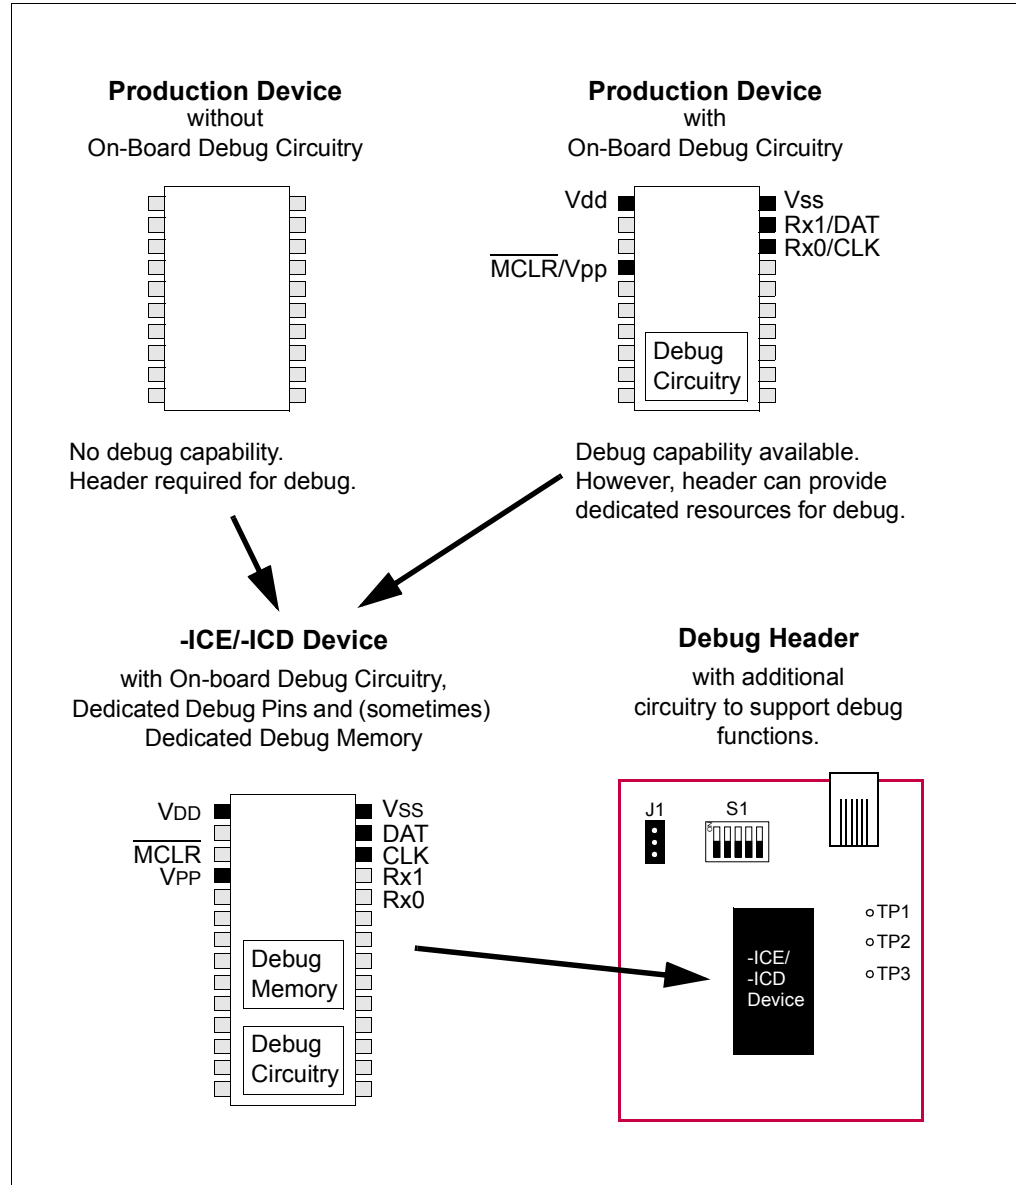 Production Device
without
On-Board Debug Circuitry
Production Device
with
On-Board Debug Circuitry
Vdd
MCLR/Vpp
Vss
Rx1/DAT
Rx0/CLK
Debug
Circuitry
No debug capability.
Header required for debug.
Debug capability available.
However, header can provide
dedicated resources for debug.
-ICE/-ICD Device
with On-board Debug Circuitry,
Dedicated Debug Pins and (sometimes)
Dedicated Debug Memory
VDD
MCLR
VPP
VSS
DAT
CLK
Rx1
Rx0
Debug
Memory
Debug
Circuitry
Debug Header
with additional
circuitry to support debug
functions.
J1
S1
TP1
TP2
TP3
-ICE/
-ICD
Device